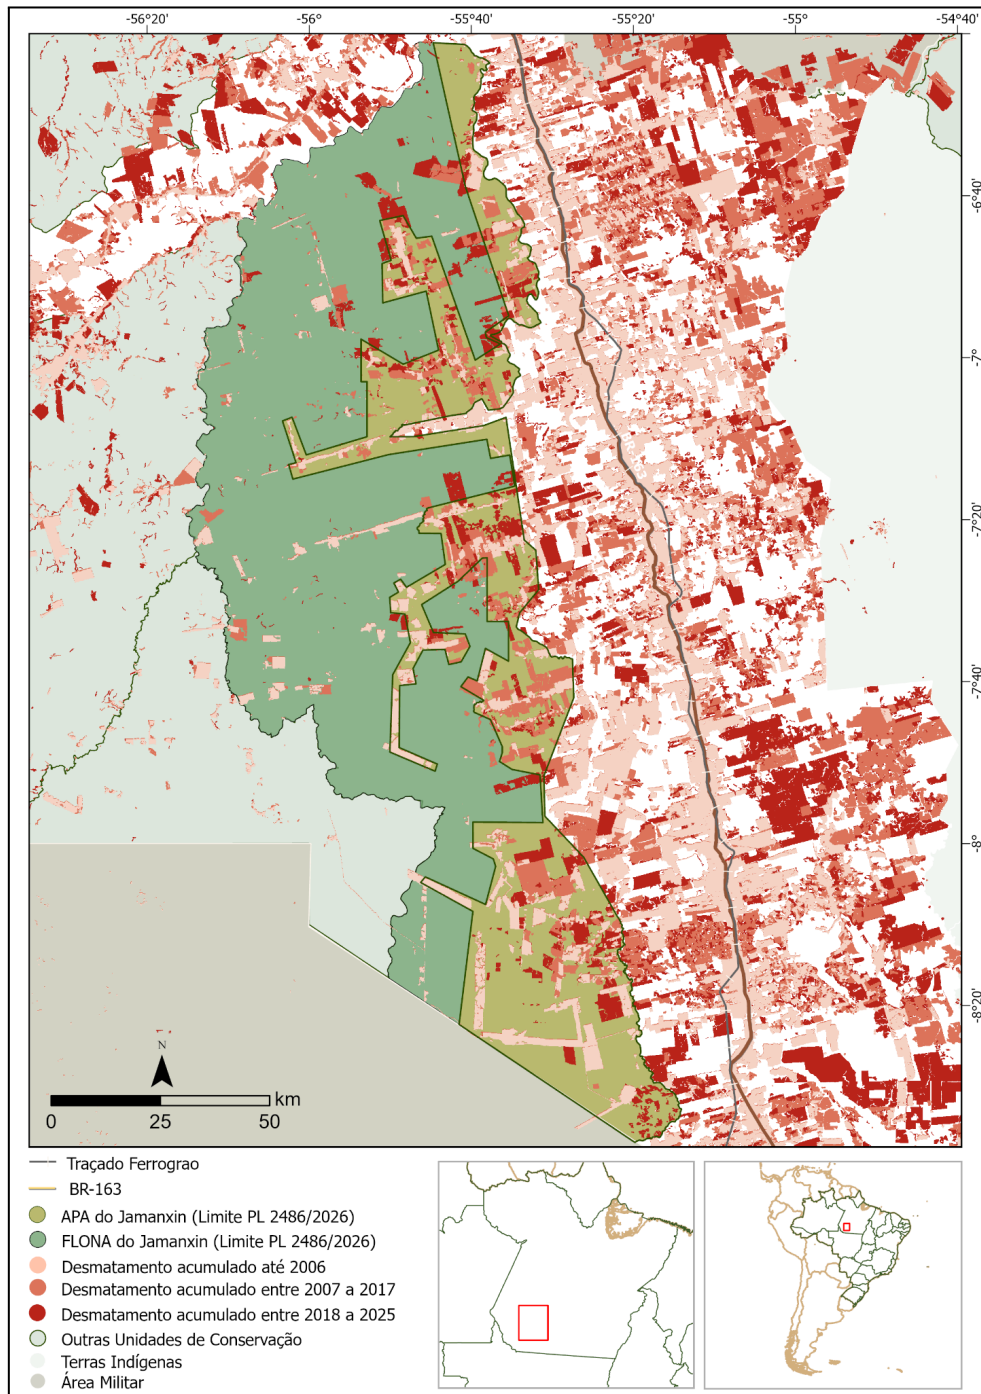 -56°20' -56° -55°40' -55°20' -55° -54°40'
-6°40'
-7°
-7°20'
-7°40'
-8°
-8°20'
N
km
0 25 50
Traçado Ferrograo
BR-163
APA do Jamanxin (Limite PL 2486/2026)
FLONA do Jamanxin (Limite PL 2486/2026)
Desmatamento acumulado até 2006
Desmatamento acumulado entre 2007 a 2017
Desmatamento acumulado entre 2018 a 2025
Outras Unidades de Conservação
Terras Indígenas
Área Militar